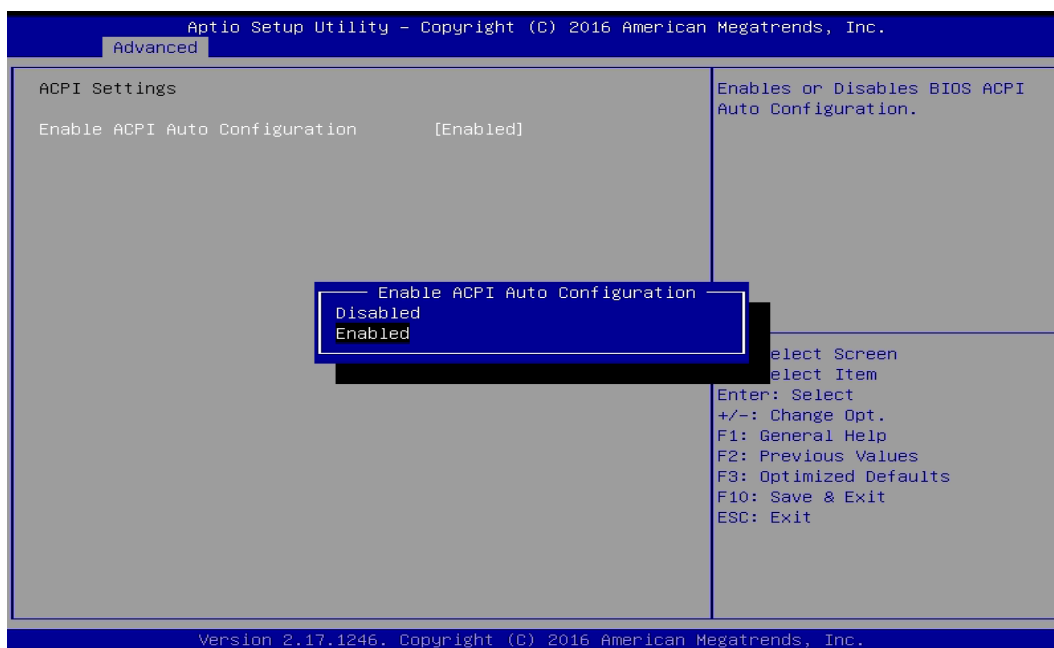 Aptio Setup Utility – Copyright (C) 2016 American Megatrends, Inc.
Advanced
ACPI Settings
Enable ACPI Auto Configuration [Enabled]
Enables or Disables BIOS ACPI
Auto Configuration.
Enable ACPI Auto Configuration
Disabled
Enabled
elect Screen
elect Item
Enter: Select
+/-: Change Opt.
F1: General Help
F2: Previous Values
F3: Optimized Defaults
F10: Save & Exit
ESC: Exit
Version 2.17.1246. Copyright (C) 2016 American Megatrends, Inc.